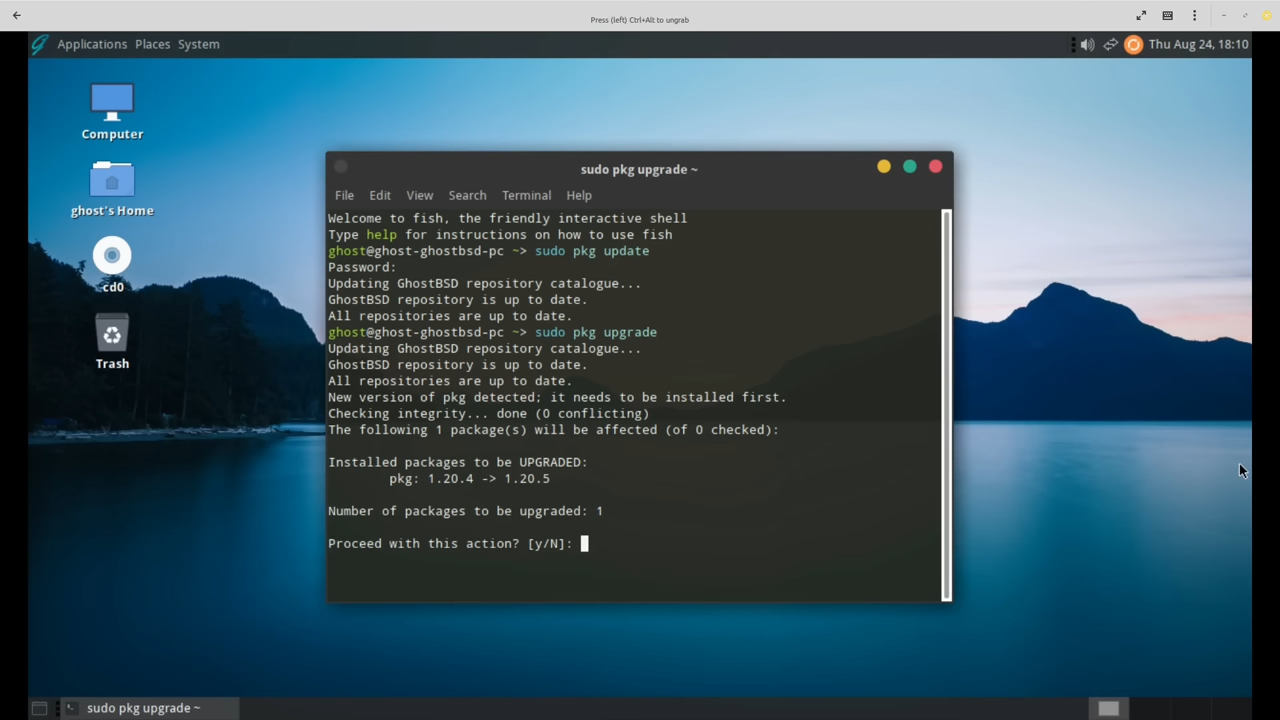 Press (left) Ctrl+Alt to ungrab
Applications Places System
Thu Aug 24, 18:10
Computer
ghost's Home
cd0
Trash
sudo pkg upgrade ~
File Edit View Search Terminal Help
Welcome to fish, the friendly interactive shell
Type help for instructions on how to use fish
ghost@ghost-ghostbsd-pc ~> sudo pkg update
Password:
Updating GhostBSD repository catalogue...
GhostBSD repository is up to date.
All repositories are up to date.
ghost@ghost-ghostbsd-pc ~> sudo pkg upgrade
Updating GhostBSD repository catalogue...
GhostBSD repository is up to date.
All repositories are up to date.
New version of pkg detected; it needs to be installed first.
Checking integrity... done (0 conflicting)
The following 1 package(s) will be affected (of 0 checked):
Installed packages to be UPGRADED:
pkg: 1.20.4 -> 1.20.5
Number of packages to be upgraded: 1
Proceed with this action? [y/N]:
sudo pkg upgrade ~